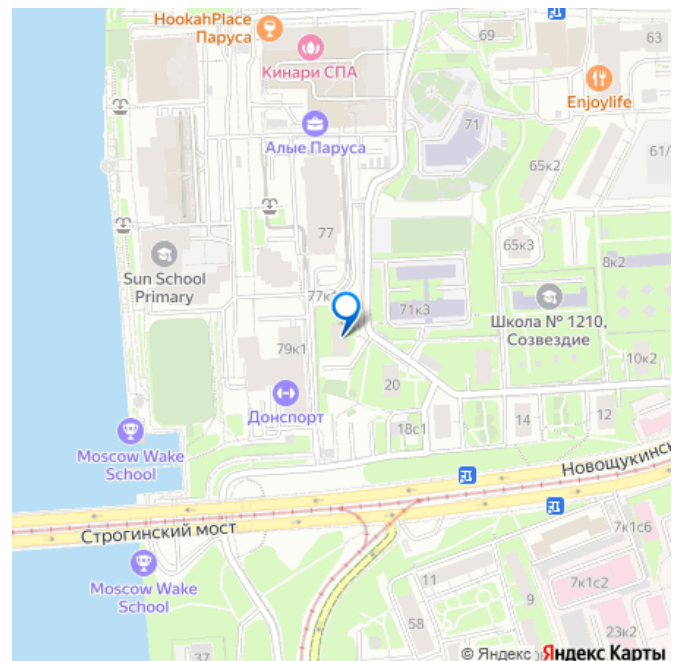 HookahPlace
Паруса
69
63
Кинари СПА
Enjoylife
Алые Паруса
71
61/
65к2
77
65к3
8к2
Sun School
Primary
77к1
71к3
Школа № 1210,
Созвездие
79к1
10к2
20
Донспорт
14
12
18с1
Moscow Wake
School
Новощукинс
Строгинский мост
7к1с6
11
7к1с2
Moscow Wake
School
9
58
23к2
37
© Яндекс Яндекс Карты